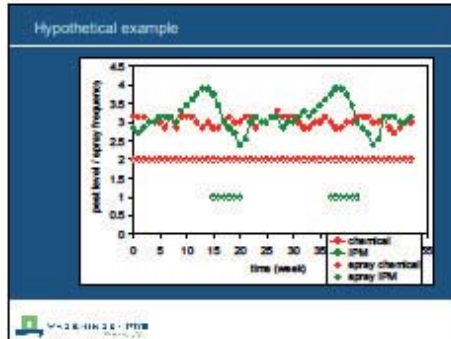 Hypothetical example
pest level / spray frequency
4.5
4
3.5
3
2.5
2
1.5
1
0.5
0
0 5 10 15 20 25 30 35 55
time (week)
chemical
IPM
spray chemical
spray IPM